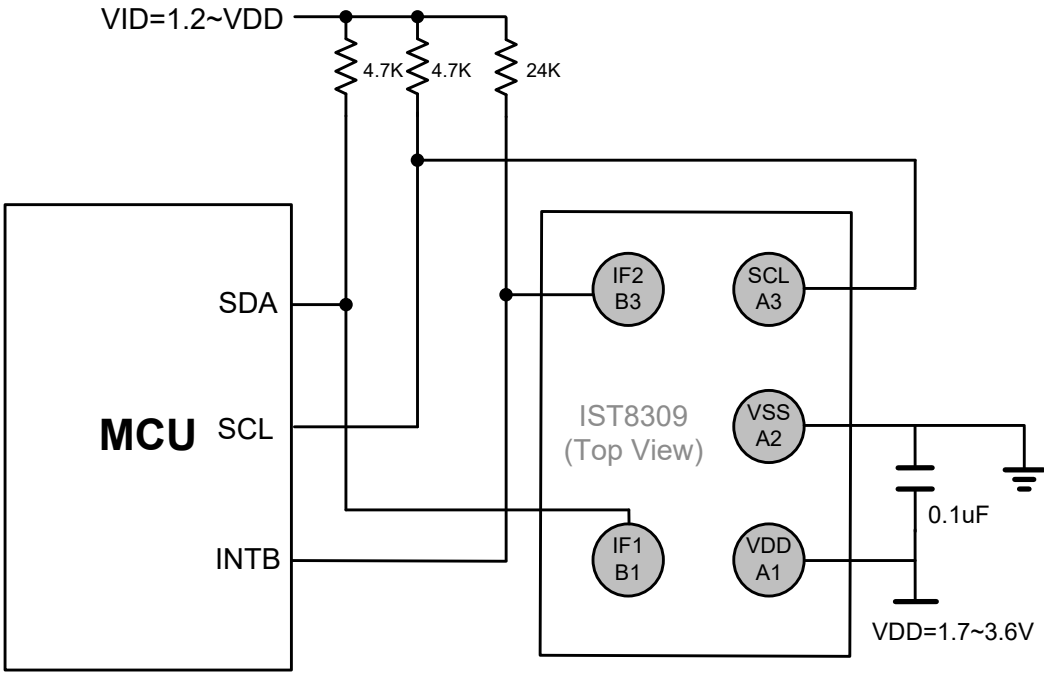 VID=1.2~VDD
4.7K
4.7K
24K
SDA
MCU
SCL
INTB
IF2
B3
SCL
A3
IST8309
(Top View)
VSS
A2
0.1uF
IF1
B1
VDD
A1
VDD=1.7~3.6V